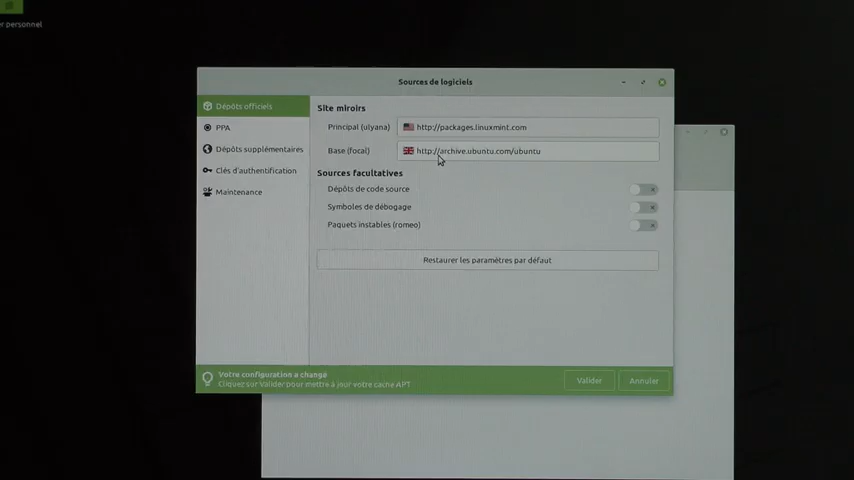 er personnel
Sources de logiciels
Dépôts officiels
PPA
Dépôts supplémentaires
Clés d'authentification
Maintenance
Site miroirs
Principal (ulyana)
http://packages.linuxmint.com
Base (focal)
http://archive.ubuntu.com/ubuntu
Sources facultatives
Dépôts de code source
Symboles de débogage
Paquets instables (romeo)
Restaurer les paramètres par défaut
Votre configuration a changé
Cliquez sur Valider pour mettre à jour votre cache APT
Valider
Annuler